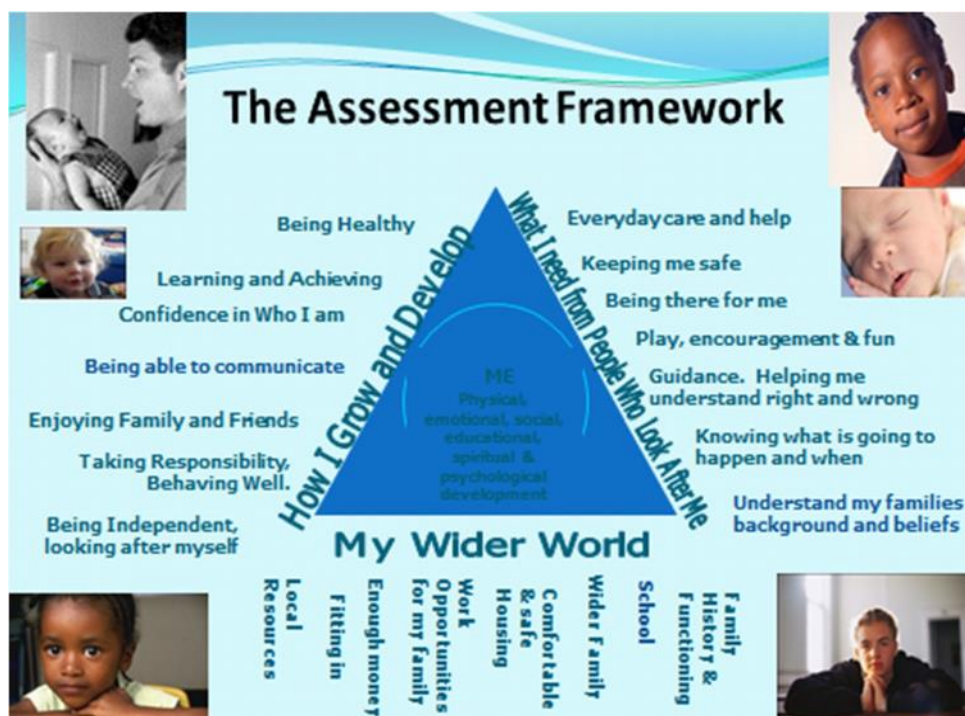 The Assessment Framework
Being Healthy
Learning and Achieving
Confidence in Who I am
Being able to communicate
Enjoying Family and Friends
Taking Responsibility,
Behaving Well.
Being Independent,
looking after myself
How I Grow and Develop
ME
Physical,
emotional, social,
educational,
spiritual &
psychological
development
What I need from People Who Look After Me
Everyday care and help
Keeping me safe
Being there for me
Play, encouragement & fun
Guidance. Helping me
understand right and wrong
Knowing what is going to
happen and when
Understand my families
background and beliefs
My Wider World
Local
Resources
Fitting in
Enough money
Work
Opportunities
for my family
Comfortable
& safe
Housing
Wider Family
School
Family
History &
Functioning